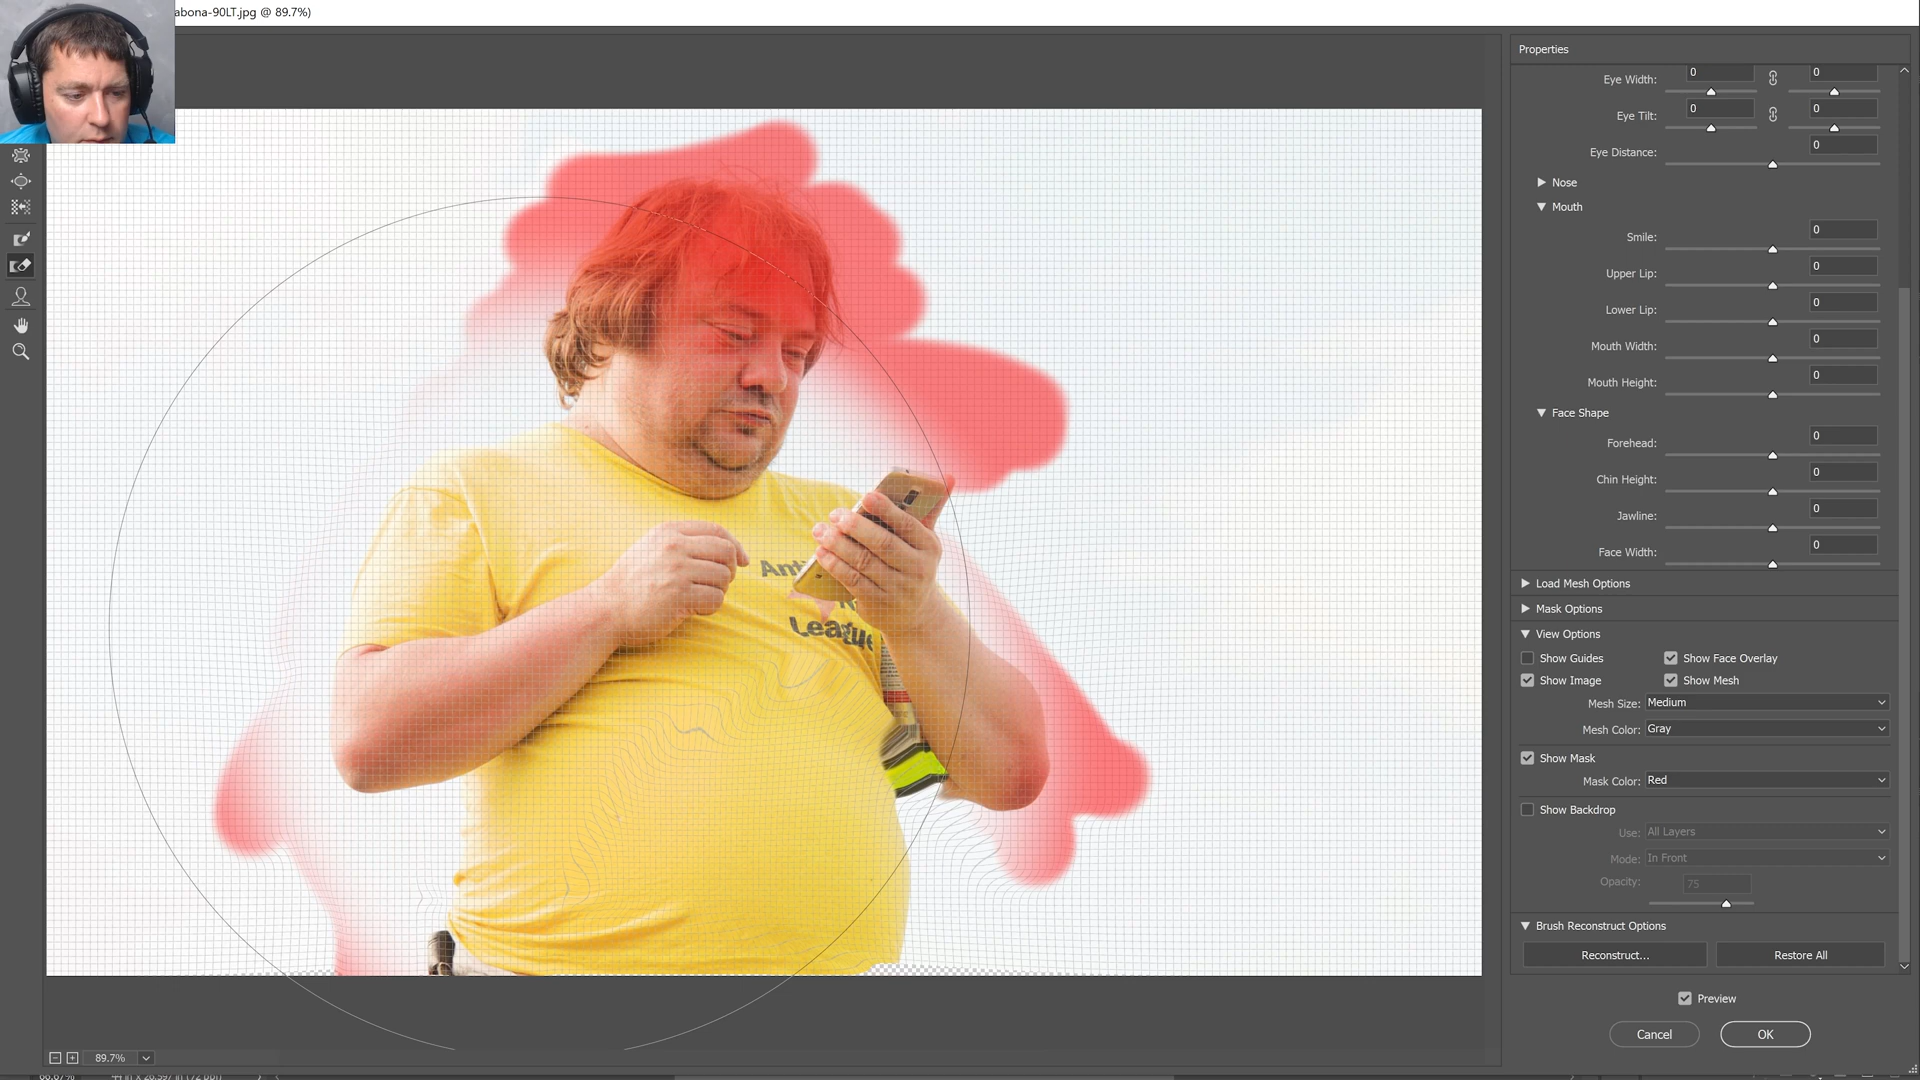 abona-90LT.jpg @ 89.7%)
Properties
Eye Width: 0 0
Eye Tilt: 0 0
Eye Distance: 0
Nose
Mouth
Smile: 0
Upper Lip: 0
Lower Lip: 0
Mouth Width: 0
Mouth Height: 0
Face Shape
Forehead: 0
Chin Height: 0
Jawline: 0
Face Width: 0
Load Mesh Options
Mask Options
View Options
Show Guides Show Face Overlay
Show Image Show Mesh
Mesh Size: Medium
Mesh Color: Gray
Show Mask
Mask Color: Red
Show Backdrop
Use: All Layers
Mode: In Front
Opacity: 75
Brush Reconstruct Options
Reconstruct... Restore All
Preview
Cancel OK
Ant
League
89.7%